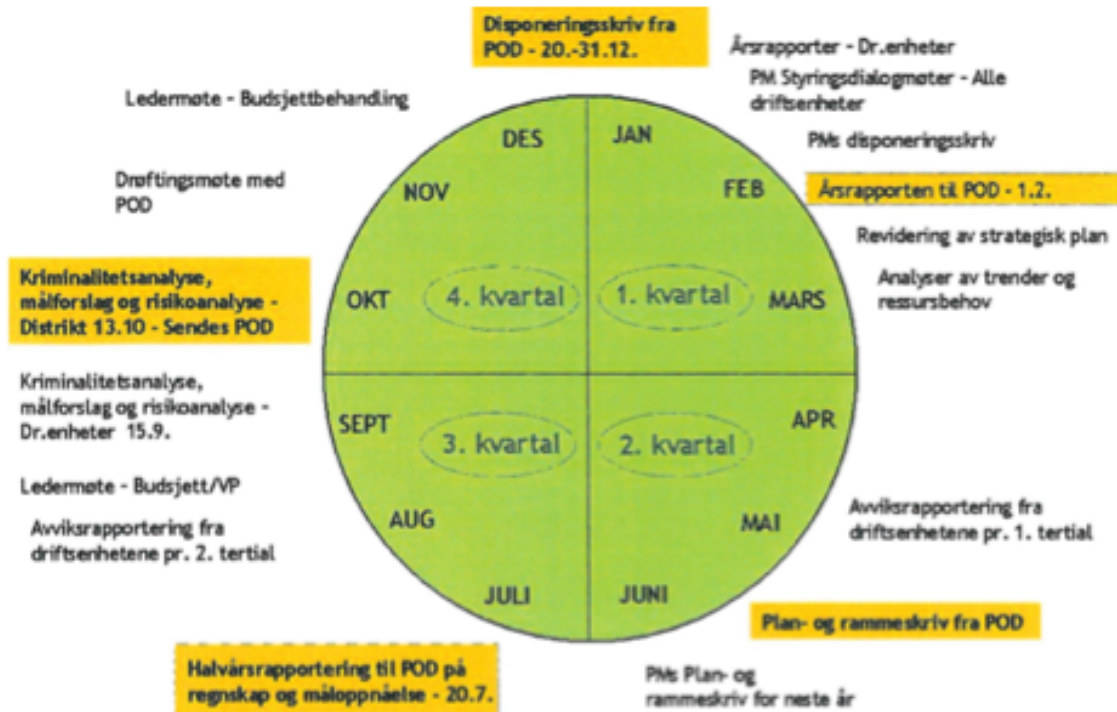 Disponeringsskriv fra
POD - 20.-31.12.
Årsrapporter - Dr.enheter
PM Styringsdialogmøter - Alle
driftsenheter
PMs disponeringsskriv
Årsrapporten til POD - 1.2.
Revidering av strategisk plan
Analyser av trender og
ressursbehov
Avviksrapportering fra
driftsenhetene pr. 1. tertial
Plan- og rammeskriv fra POD
PMs Plan- og
rammeskriv for neste år
Halvårsrapportering til POD på
regnskap og måloppnåelse - 20.7.
Avviksrapportering fra
driftsenhetene pr. 2. tertial
Ledermøte - Budsjett/VP
Kriminalitetsanalyse,
målforslag og risikoanalyse -
Dr.enheter 15.9.
Kriminalitetsanalyse,
målforslag og risikoanalyse -
Distrikt 13.10 - Sendes POD
Drøftingsmøte med
POD
Ledermøte - Budsjettbehandling
JAN
FEB
MARS
1. kvartal
APR
MAI
JUNI
2. kvartal
JULI
AUG
SEPT
3. kvartal
OKT
NOV
DES
4. kvartal